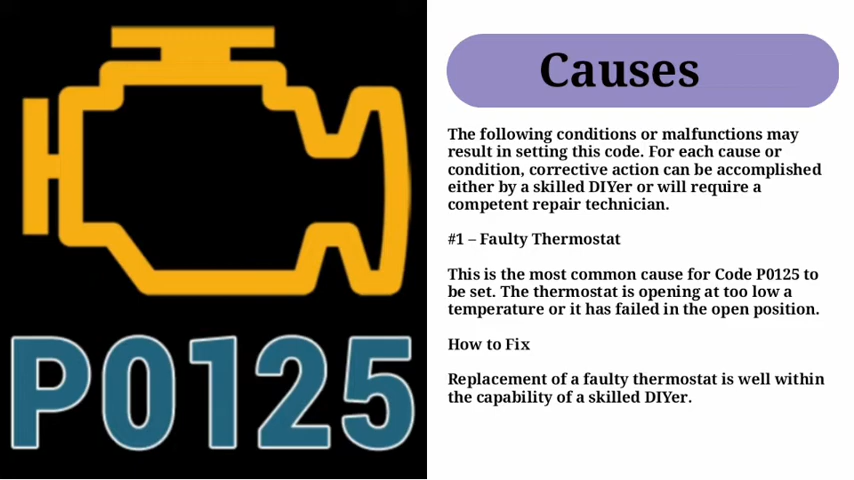 P0125
Causes
The following conditions or malfunctions may
result in setting this code. For each cause or
condition, corrective action can be accomplished
either by a skilled DIYer or will require a
competent repair technician.
#1 – Faulty Thermostat
This is the most common cause for Code P0125 to
be set. The thermostat is opening at too low a
temperature or it has failed in the open position.
How to Fix
Replacement of a faulty thermostat is well within
the capability of a skilled DIYer.